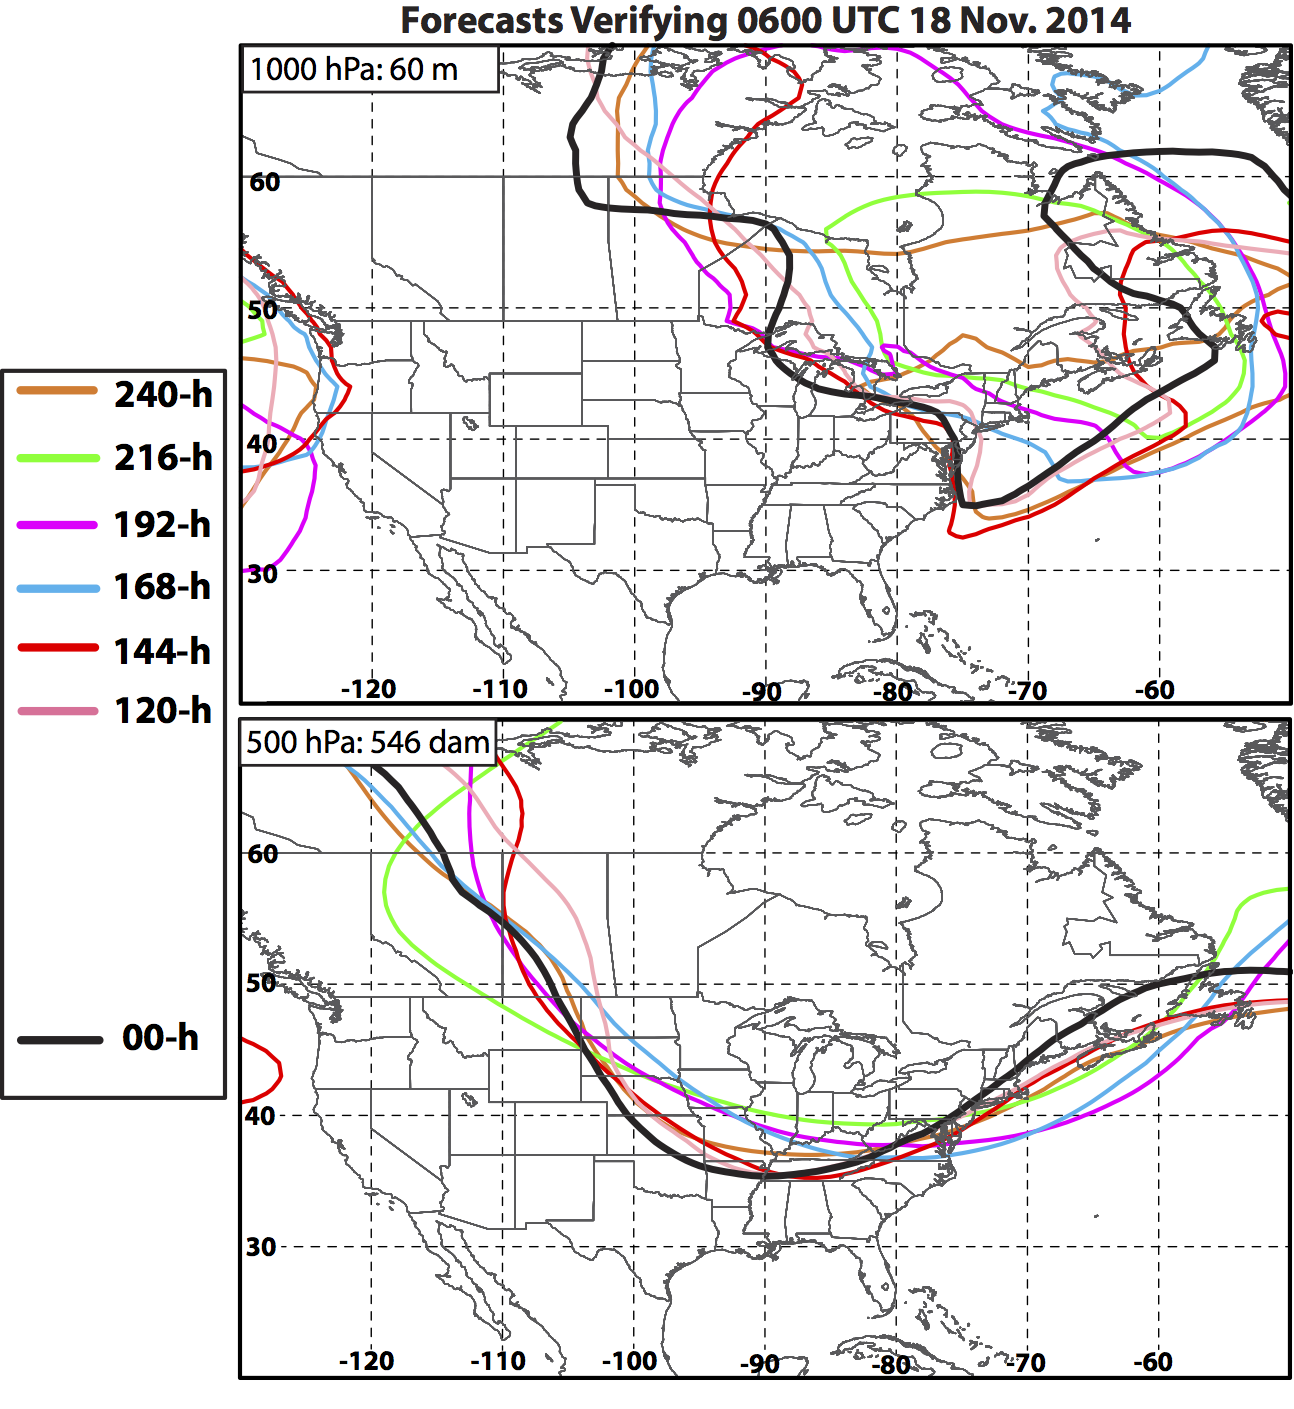 Forecasts Verifying 0600 UTC 18 Nov. 2014
1000 hPa: 60 m
60
50
40
30
-120
-110
-100
-90
-80
-70
-60
240-h
216-h
192-h
168-h
144-h
120-h
00-h
500 hPa: 546 dam
60
50
40
30
-120
-110
-100
-90
-80
-70
-60